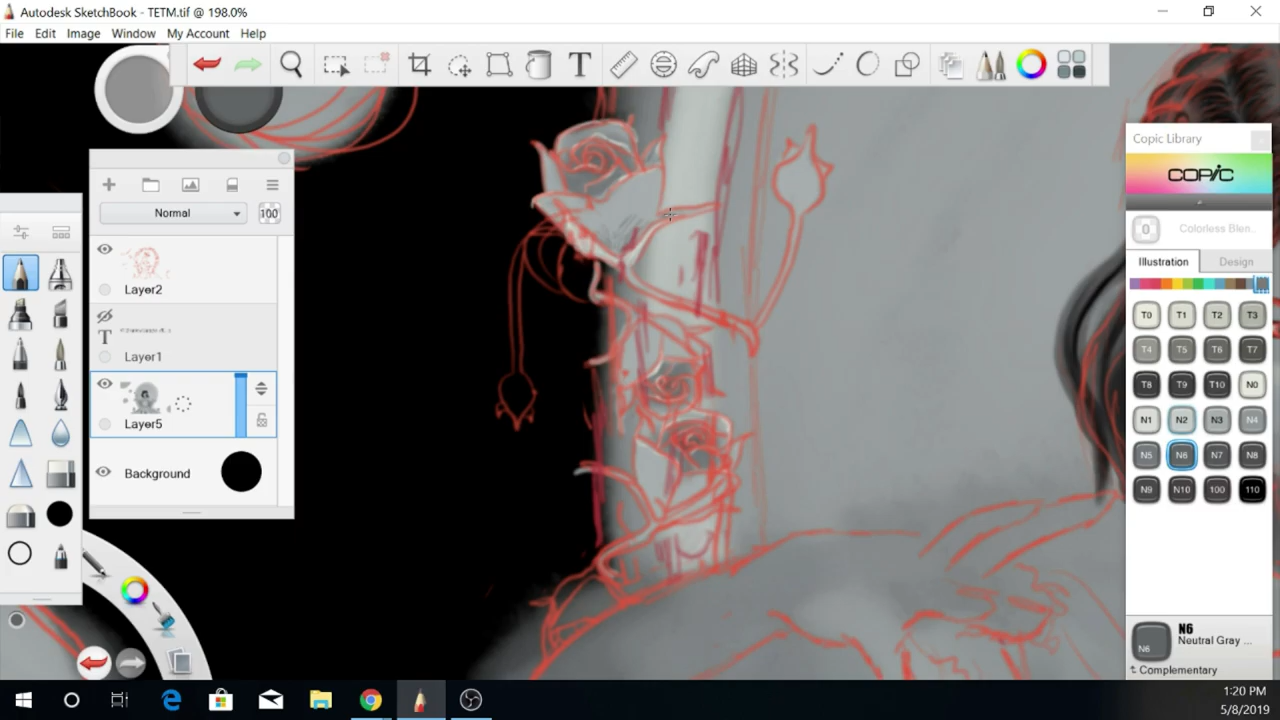 Autodesk SketchBook - TETM.tif @ 198.0%
File Edit Image Window My Account Help
T
Normal
100
Layer2
T
Layer1
Layer5
Background
Copic Library
COPIC
0 Colorless Blen..
Illustration Design
T0 T1 T2 T3
T4 T5 T6 T7
T8 T9 T10 N0
N1 N2 N3 N4
N5 N6 N7 N8
N9 N10 100 110
N6
N6
Neutral Gray ...
Complementary
1:20 PM
5/8/2019